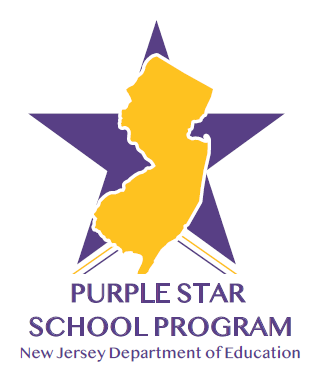 PURPLE STAR
SCHOOL PROGRAM
New Jersey Department of Education